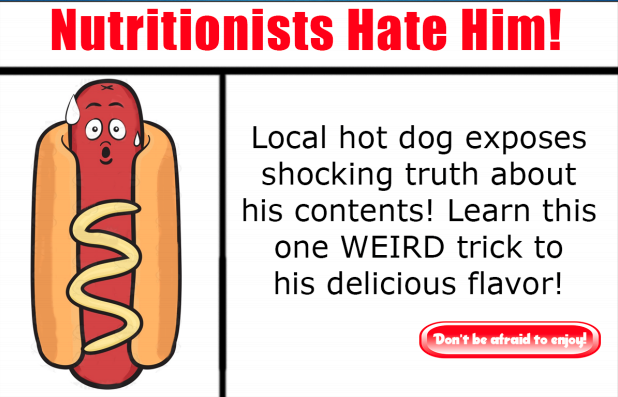 Nutritionists Hate Him!
Local hot dog exposes
shocking truth about
his contents! Learn this
one WEIRD trick to
his delicious flavor!
Don't be afraid to enjoy!